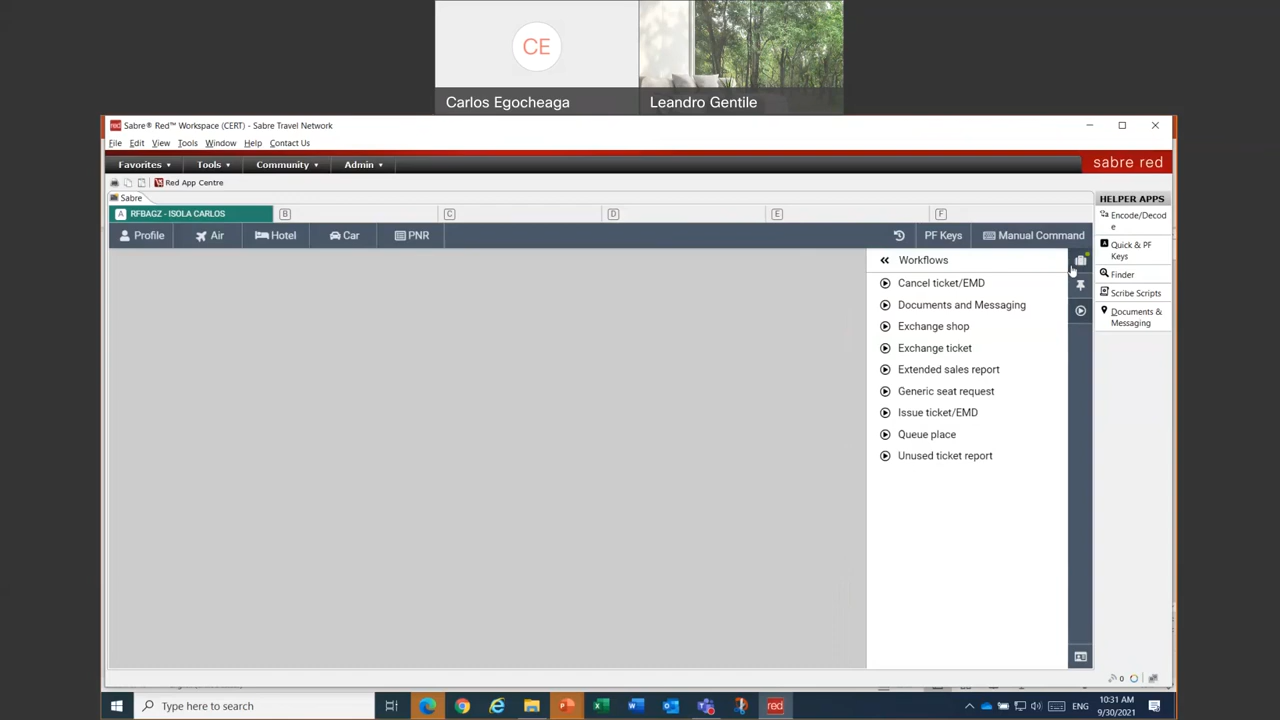 CE
Carlos Egocheaga
Leandro Gentile
red Sabre® Red™ Workspace (CERT) - Sabre Travel Network
File Edit View Tools Window Help Contact Us
Favorites Tools Community Admin
sabre red
Red App Centre
Sabre
HELPER APPS
A RFBAGZ - ISOLA CARLOS B C D E F
Encode/Decod
e
Profile Air Hotel Car PNR PF Keys Manual Command
Quick & PF
Keys
Workflows
Finder
Cancel ticket/EMD
Scribe Scripts
Documents and Messaging
Documents &
Messaging
Exchange shop
Exchange ticket
Extended sales report
Generic seat request
Issue ticket/EMD
Queue place
Unused ticket report
0
Type here to search
red
ENG
10:31 AM
9/30/2021